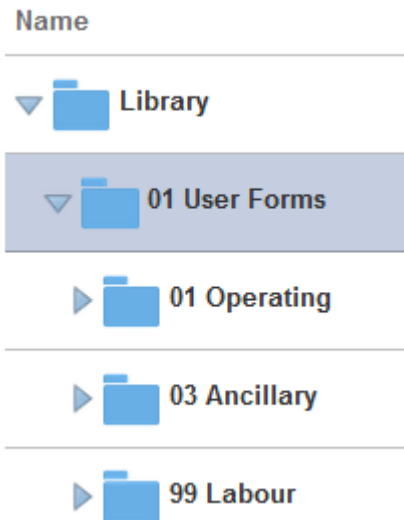 Name
Library
01 User Forms
01 Operating
03 Ancillary
99 Labour